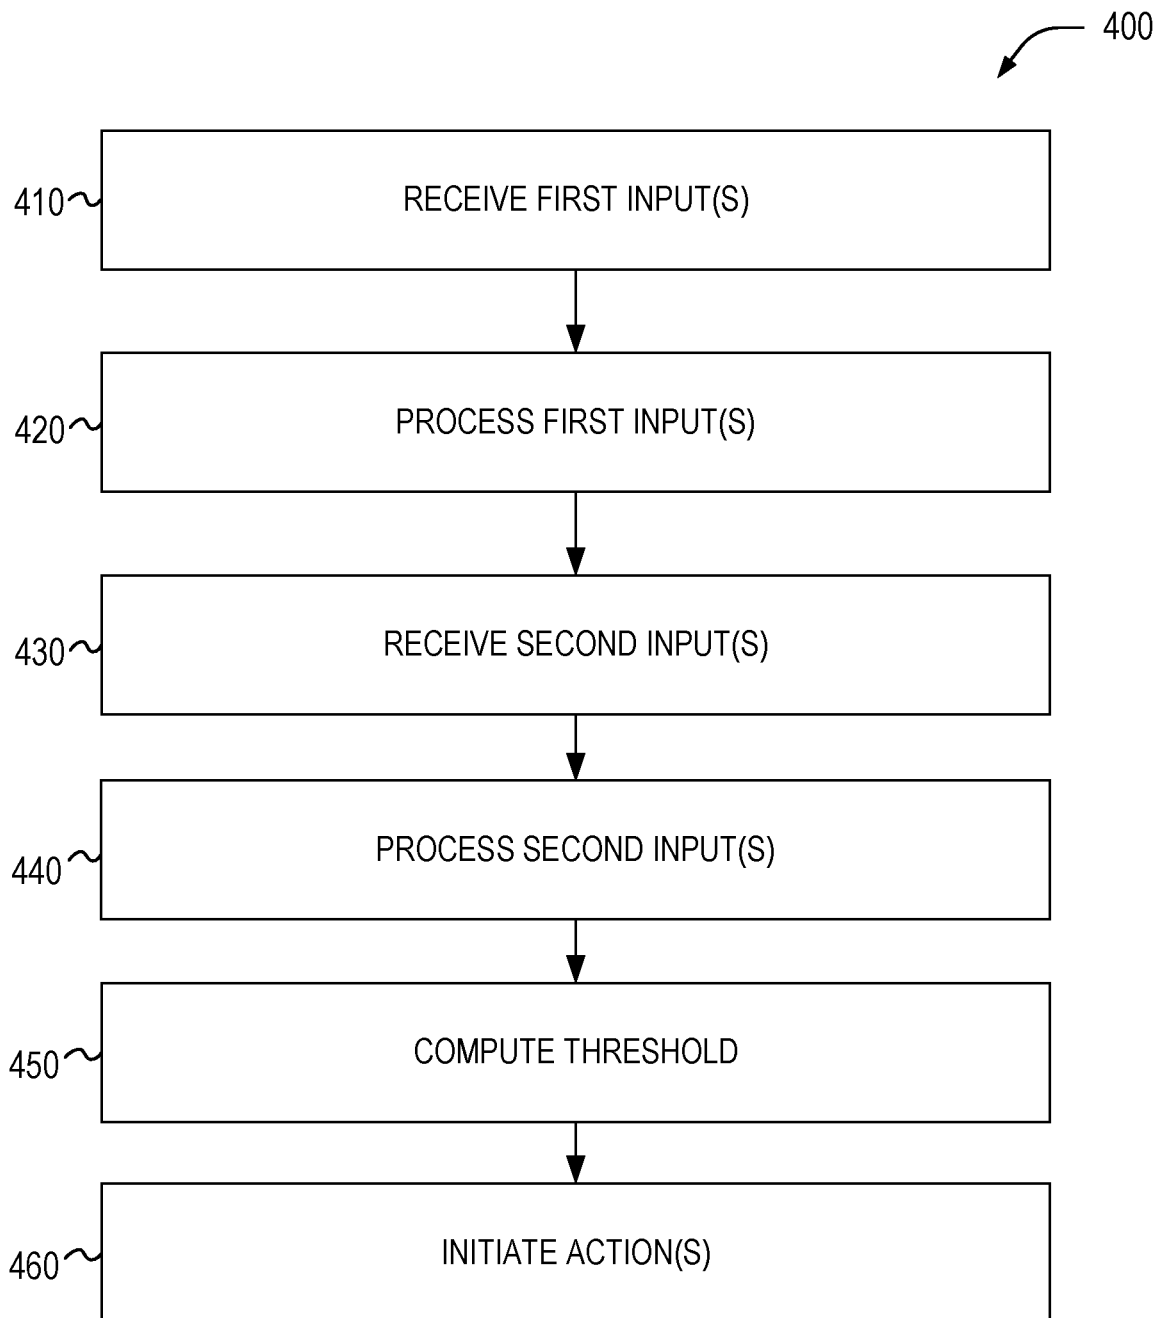 400
410
RECEIVE FIRST INPUT(S)
420
PROCESS FIRST INPUT(S)
430
RECEIVE SECOND INPUT(S)
440
PROCESS SECOND INPUT(S)
450
COMPUTE THRESHOLD
460
INITIATE ACTION(S)